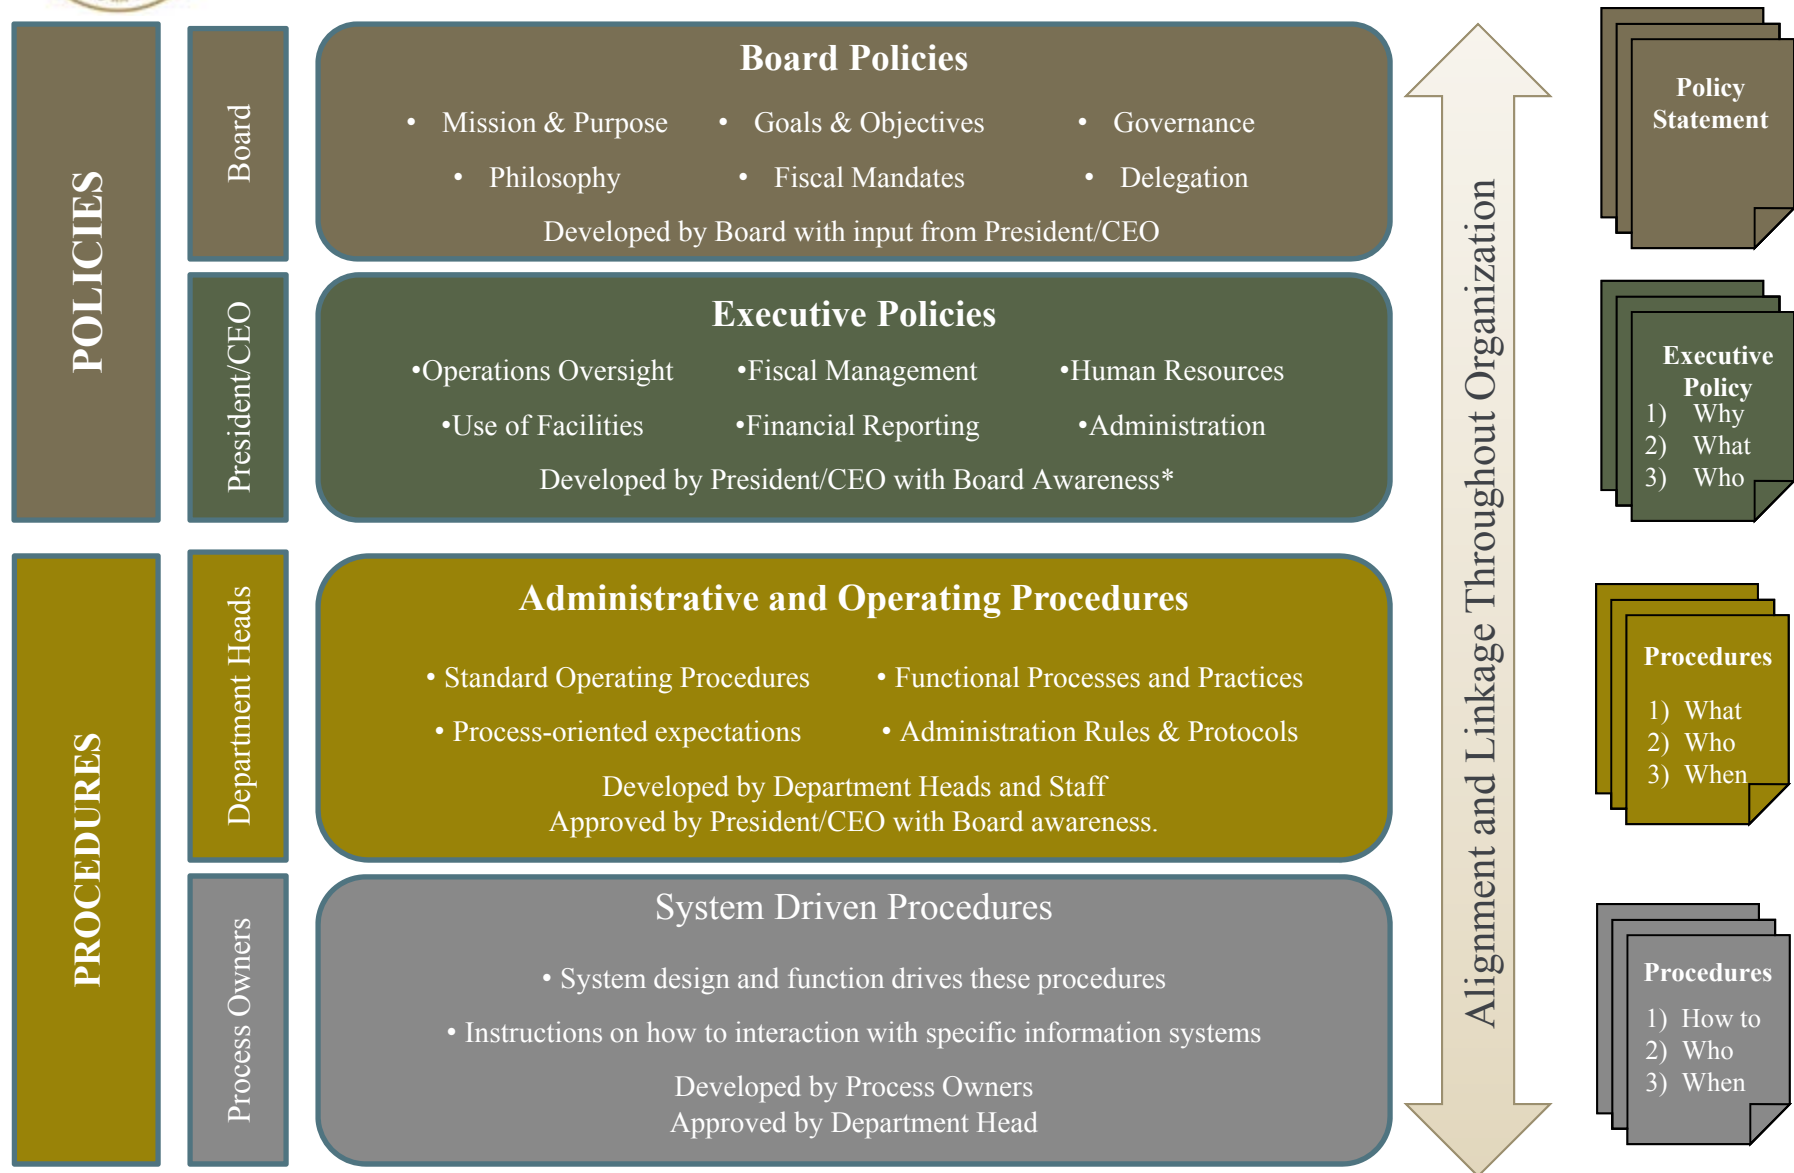 POLICIES
Board
Board Policies
• Mission & Purpose • Goals & Objectives • Governance
• Philosophy • Fiscal Mandates • Delegation
Developed by Board with input from President/CEO
Policy
Statement
President/CEO
Executive Policies
•Operations Oversight •Fiscal Management •Human Resources
•Use of Facilities •Financial Reporting •Administration
Developed by President/CEO with Board Awareness*
Executive
Policy
1) Why
2) What
3) Who
Alignment and Linkage Throughout Organization
PROCEDURES
Department Heads
Administrative and Operating Procedures
• Standard Operating Procedures • Functional Processes and Practices
• Process-oriented expectations • Administration Rules & Protocols
Developed by Department Heads and Staff
Approved by President/CEO with Board awareness.
Procedures
1) What
2) Who
3) When
Process Owners
System Driven Procedures
• System design and function drives these procedures
• Instructions on how to interaction with specific information systems
Developed by Process Owners
Approved by Department Head
Procedures
1) How to
2) Who
3) When